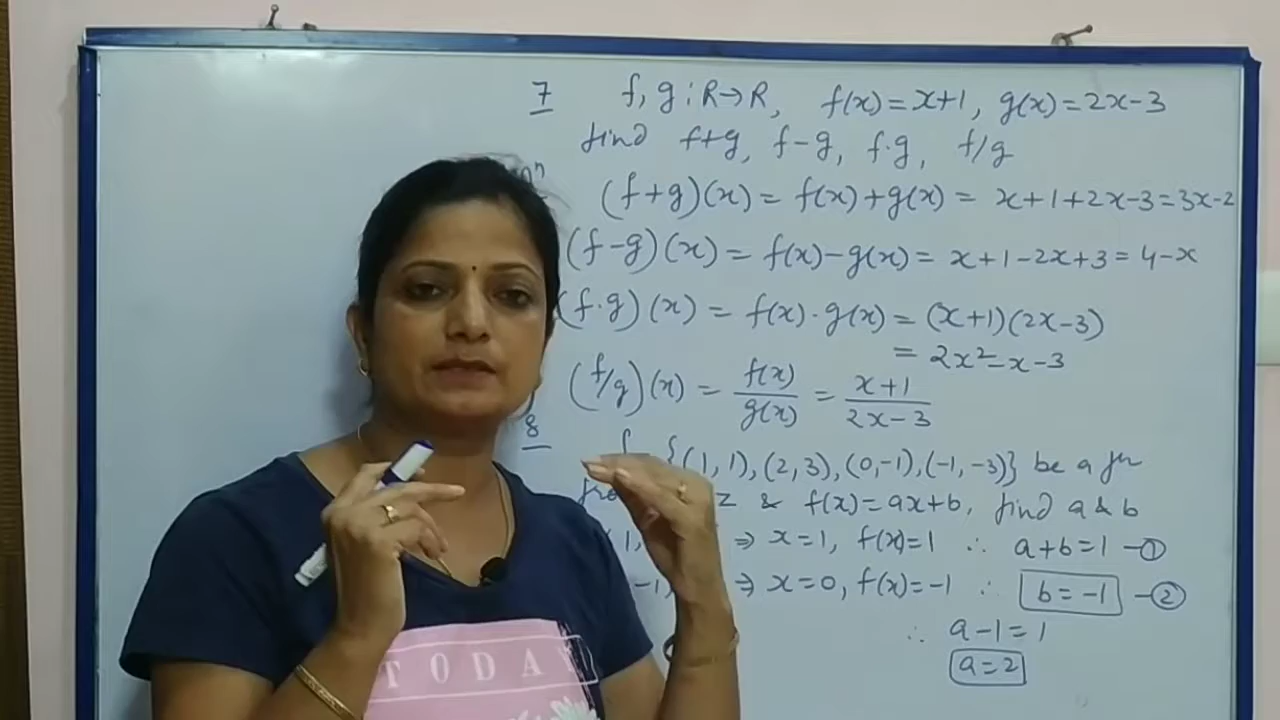 7 f, g : R→R, f(x) = x+1, g(x) = 2x-3
find f+g, f-g, f·g, f/g
(f+g)(x) = f(x)+g(x) = x+1+2x-3=3x-2
(f-g)(x) = f(x)-g(x) = x+1-2x+3 = 4-x
(f·g)(x) = f(x)·g(x) = (x+1)(2x-3)
= 2x²-x-3
(f/g)(x) = f(x)/g(x) = x+1/2x-3
8 f {(1,1), (2,3), (0,-1), (-1,-3)} be a fn
z & f(x) = ax+b, find a & b
⇒ x=1, f(x)=1 ∴ a+b=1 -①
-1) ⇒ x=0, f(x)=-1 ∴ b=-1 -②
∴ a-1=1
a=2
TODAY